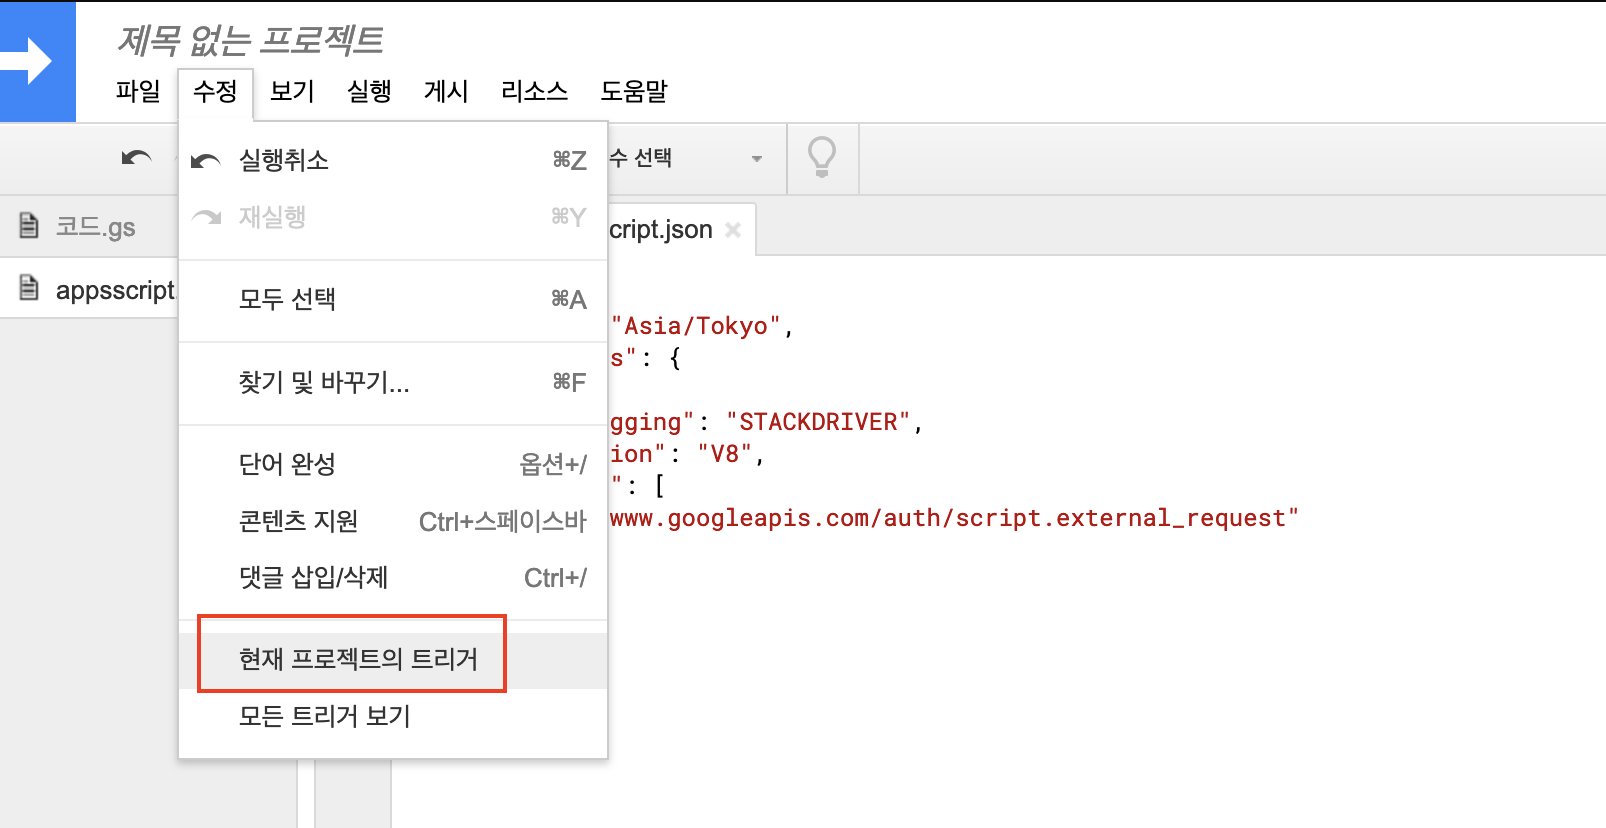 제목 없는 프로젝트
파일 수정 보기 실행 게시 리소스 도움말
실행취소 ⌘Z
수 선택
재실행 ⌘Y
코드.gs
cript.json
appsscript.
모두 선택 ⌘A
찾기 및 바꾸기... ⌘F
단어 완성 옵션+/
콘텐츠 지원 Ctrl+스페이스바
댓글 삽입/삭제 Ctrl+/
현재 프로젝트의 트리거
모든 트리거 보기
"Asia/Tokyo",
s": {
gging": "STACKDRIVER",
ion": "V8",
": [
www.googleapis.com/auth/script.external_request"